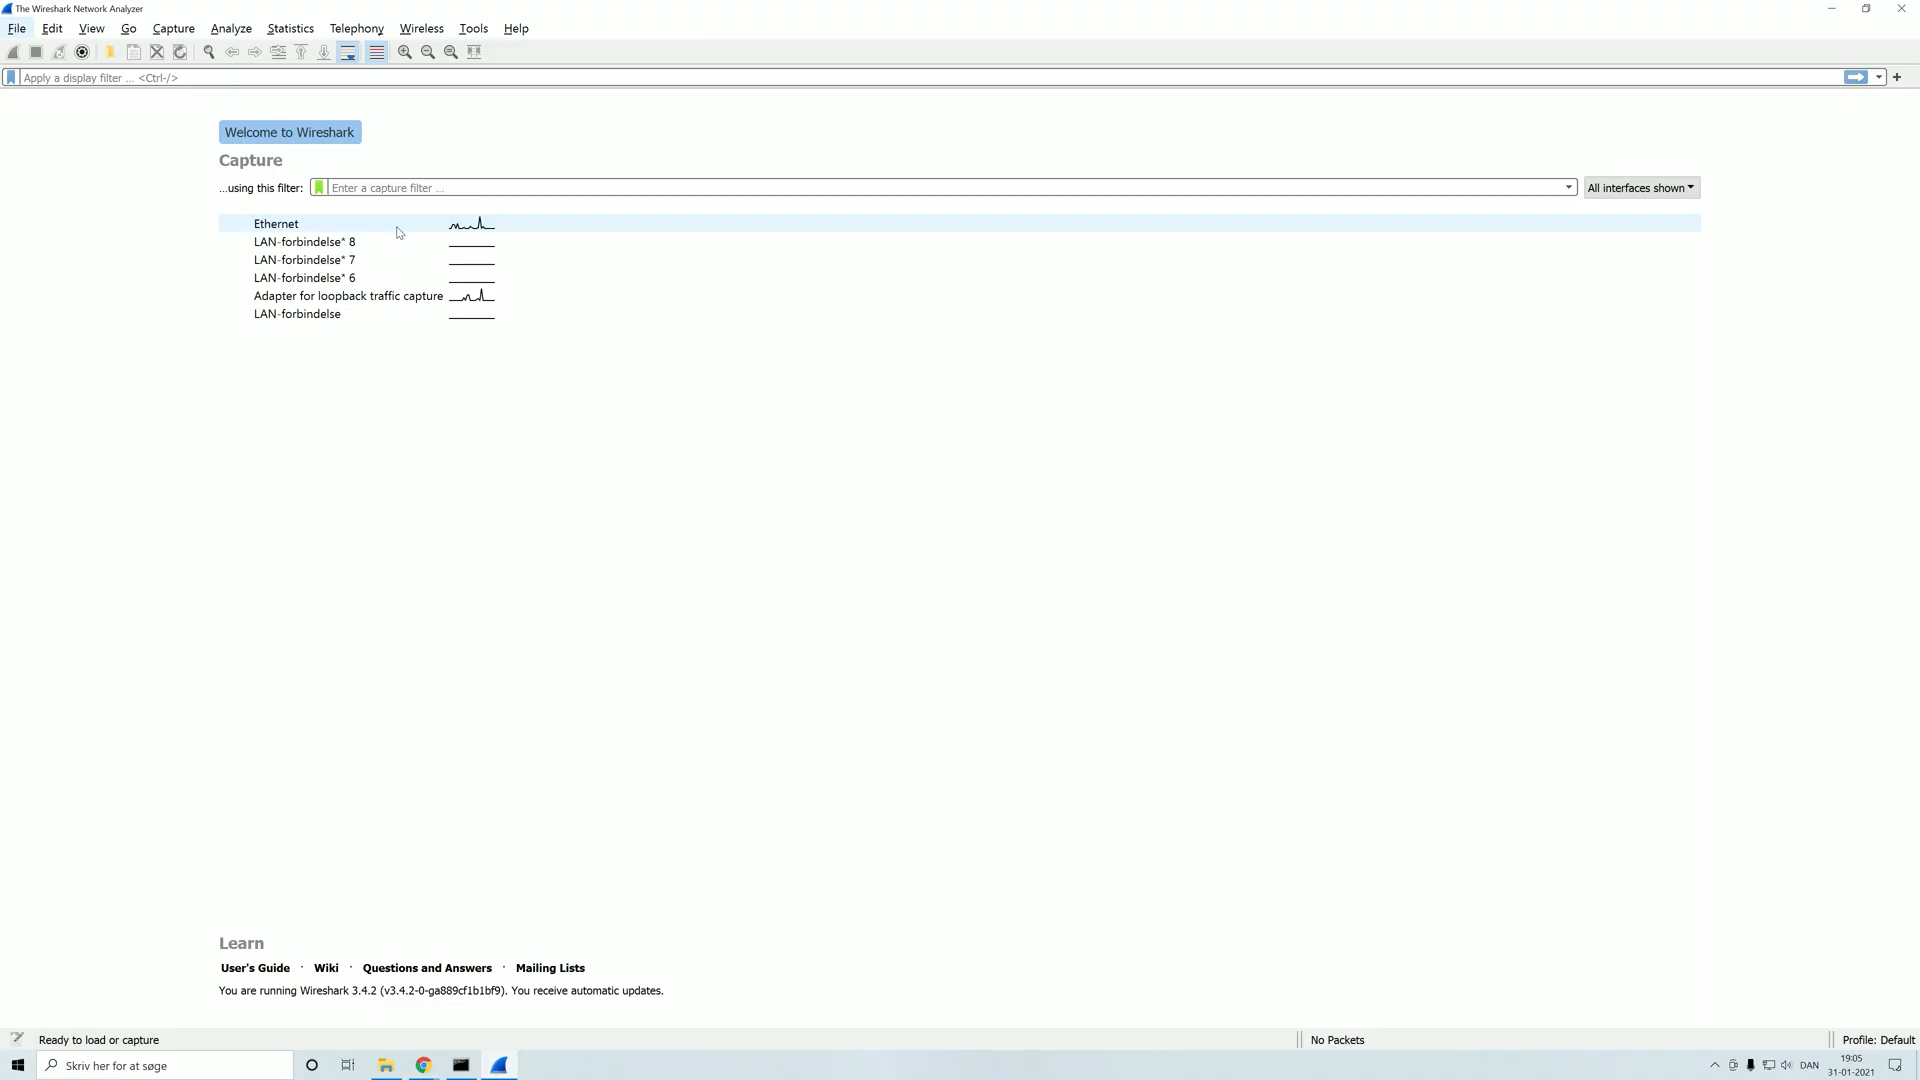 The Wireshark Network Analyzer
File Edit View Go Capture Analyze Statistics Telephony Wireless Tools Help
Apply a display filter ... <Ctrl-/>
Welcome to Wireshark
Capture
...using this filter: Enter a capture filter ... All interfaces shown
Ethernet
LAN-forbindelse* 8
LAN-forbindelse* 7
LAN-forbindelse* 6
Adapter for loopback traffic capture
LAN-forbindelse
Learn
User's Guide · Wiki · Questions and Answers · Mailing Lists
You are running Wireshark 3.4.2 (v3.4.2-0-ga889cf1b1bf9). You receive automatic updates.
Ready to load or capture No Packets Profile: Default
Skriv her for at søge DAN 19:05
31-01-2021